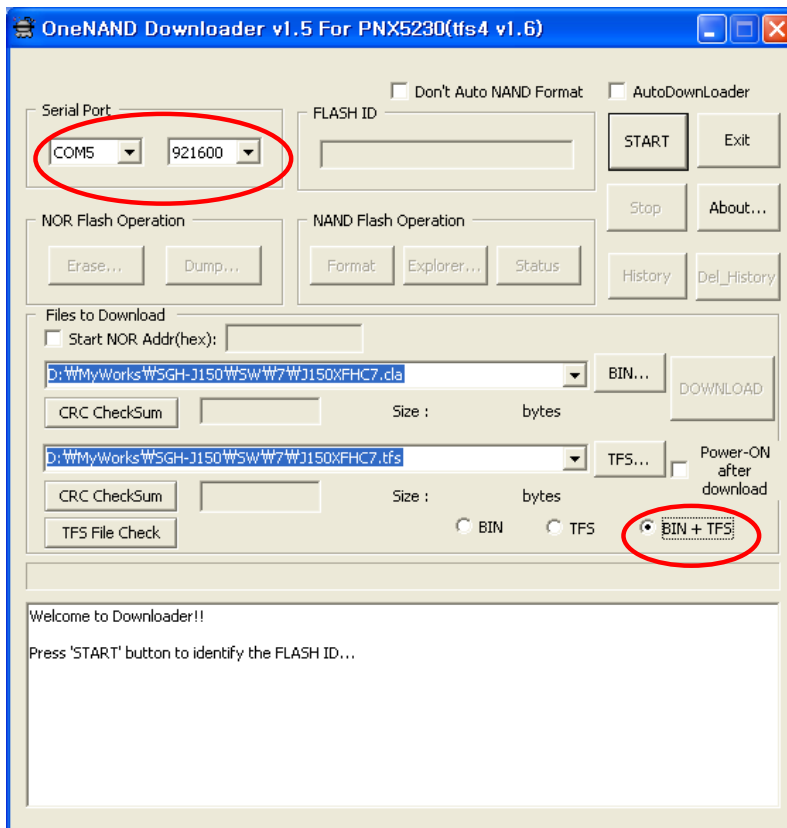 OneNAND Downloader v1.5 For PNX5230(tfs4 v1.6)
Don't Auto NAND Format
AutoDownLoader
Serial Port
COM5
921600
FLASH ID
START
Exit
Stop
About...
NOR Flash Operation
Erase...
Dump...
NAND Flash Operation
Format
Explorer...
Status
History
Del_History
Files to Download
Start NOR Addr(hex):
D:₩MyWorks₩SGH-J150₩SW₩7₩J150XFHC7.cla
BIN...
DOWNLOAD
CRC CheckSum
Size :
bytes
D:₩MyWorks₩SGH-J150₩SW₩7₩J150XFHC7.tfs
TFS...
Power-ON
after
download
CRC CheckSum
Size :
bytes
TFS File Check
BIN
TFS
BIN + TFS
Welcome to Downloader!!
Press 'START' button to identify the FLASH ID...